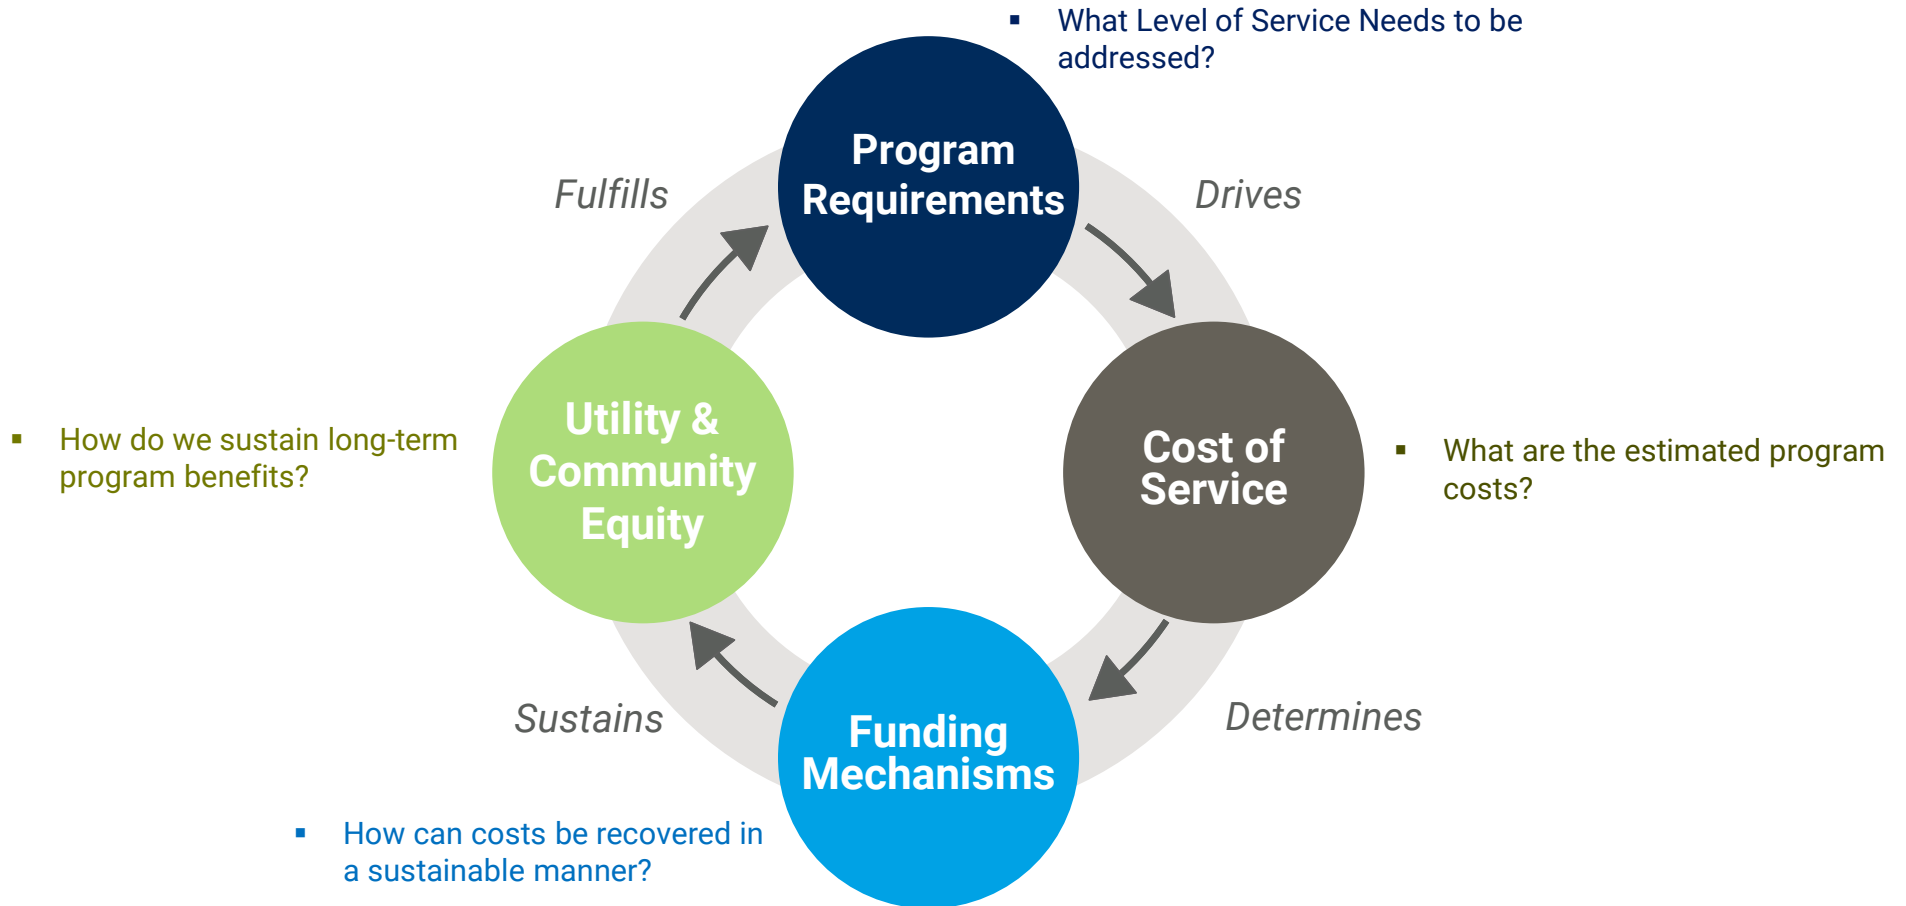 ▪ What Level of Service Needs to be
addressed?
Program
Requirements
Fulfills
Drives
Utility &
Community
Equity
▪ How do we sustain long-term
program benefits?
Cost of
Service
▪ What are the estimated program
costs?
Sustains
Determines
Funding
Mechanisms
▪ How can costs be recovered in
a sustainable manner?